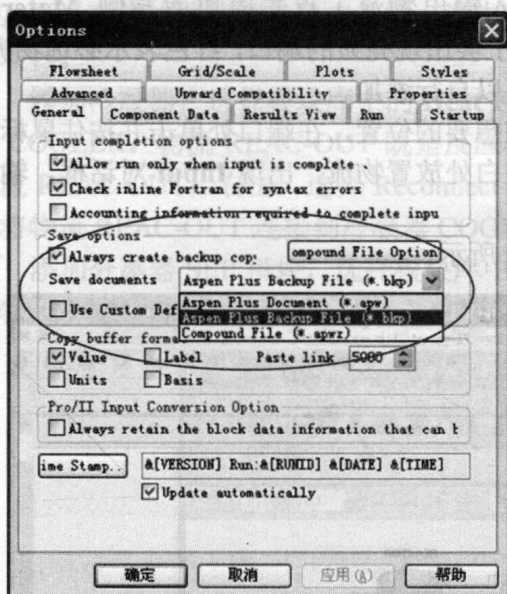 Options
Flowsheet Grid/Scale Plots Styles
Advanced Upward Compatibility Properties
General Component Data Results View Run Startup
Input completion options
Allow run only when input is complete
Check inline Fortran for syntax errors
Accounting information required to complete inpu
Save options
Always create backup copy ompound File Option
Save documents Aspen Plus Backup File (*.bkp)
Aspen Plus Document (*.apw)
Use Custom Def Aspen Plus Backup File (*.bkp)
Compound File (*.apwz)
Copy buffer forma
Value Label Paste link 5000
Units Basis
Pro/II Input Conversion Option
Always retain the block data information that can b
ime Stamp.. &[VERSION] Run:&[RUNID] &[DATE] &[TIME]
Update automatically
确定 取消 应用(A) 帮助